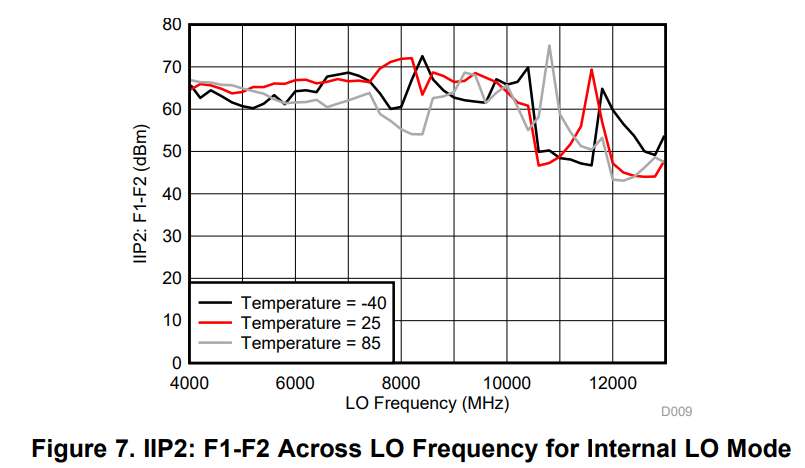 80
70
60
50
40
30
20
10
0
IIP2: F1-F2 (dBm)
Temperature = -40
Temperature = 25
Temperature = 85
4000 6000 8000 10000 12000
LO Frequency (MHz)
D009
Figure 7. IIP2: F1-F2 Across LO Frequency for Internal LO Mode